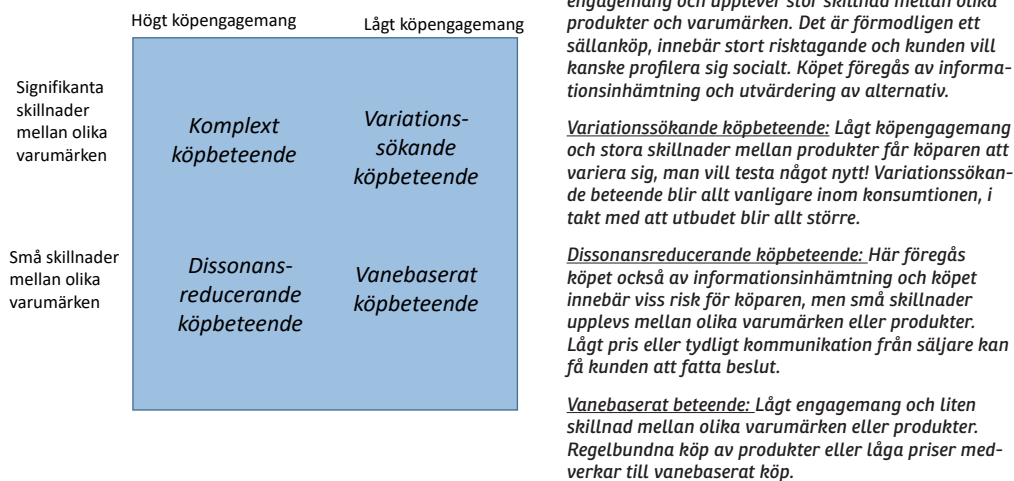 Högt köpengagemang
Lågt köpengagemang
Signifikanta
skillnader
mellan olika
varumärken
Komplext
köpbeteende
Variations-
sökande
köpbeteende
Små skillnader
mellan olika
varumärken
Dissonans-
reducerande
köpbeteende
Vanebaserat
köpbeteende
engagemang och upplever stor skillnad mellan olika
produkter och varumärken. Det är förmodligen ett
sällanköp, innebär stort risktagande och kunden vill
kanske profilera sig socialt. Köpet föregås av informa-
tionsinhämtning och utvärdering av alternativ.
Variationssökande köpbeteende: Lågt köpengagemang
och stora skillnader mellan produkter får köparen att
variera sig, man vill testa något nytt! Variationssökan-
de beteende blir allt vanligare inom konsumtionen, i
takt med att utbudet blir allt större.
Dissonansreducerande köpbeteende: Här föregås
köpet också av informationsinhämtning och köpet
innebär viss risk för köparen, men små skillnader
upplevs mellan olika varumärken eller produkter.
Lågt pris eller tydligt kommunikation från säljare kan
få kunden att fatta beslut.
Vanebaserat beteende: Lågt engagemang och liten
skillnad mellan olika varumärken eller produkter.
Regelbundna köp av produkter eller låga priser med-
verkar till vanebaserat köp.